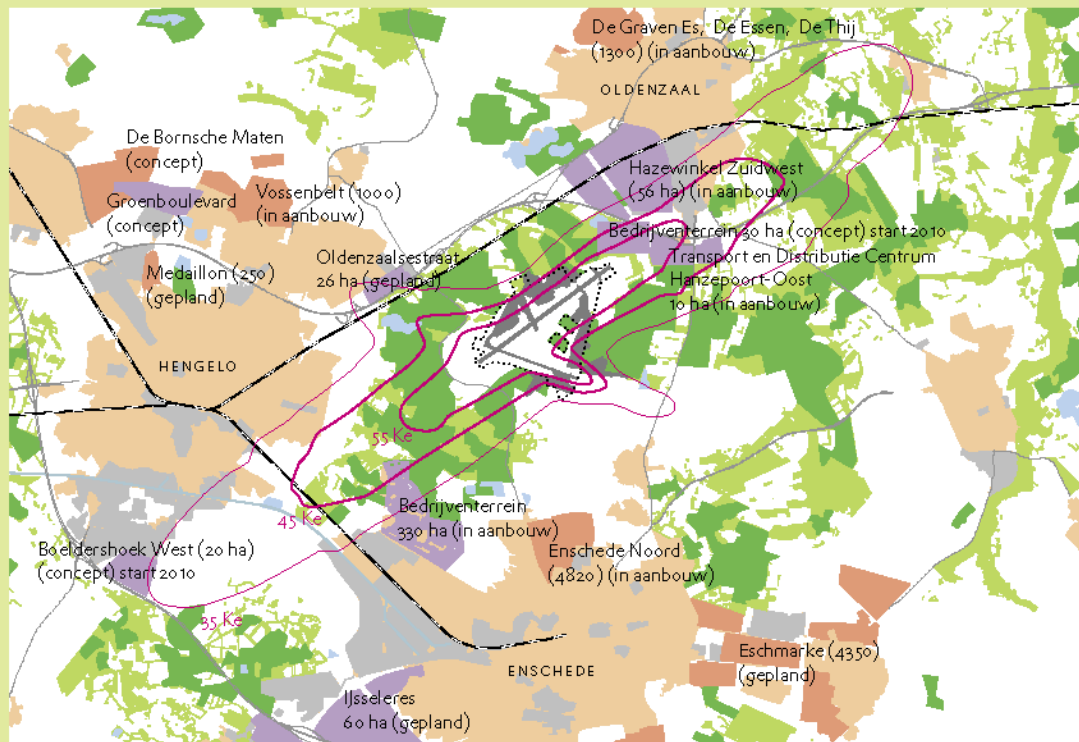 De Graven Es, De Essen, De Thij
(1300) (in aanbouw)
OLDENZAAL
De Bornsche Maten
(concept)
Groenboulevard
(concept)
Vossenbelt (1000)
(in aanbouw)
Hazewinkel Zuidwest
(56 ha) (in aanbouw)
Bedrijventerrein 30 ha (concept) start 2010
Oldenzaalsestraat
26 ha (gepland)
Transport en Distributie Centrum
Hanzepoort-Oost
10 ha (in aanbouw)
Medaillon (250)
(gepland)
HENGELO
55 Ke
45 Ke
Bedrijventerrein
330 ha (in aanbouw)
Boeldershoek West (20 ha)
(concept) start 2010
Enschede Noord
(4820) (in aanbouw)
35 Ke
Eschmarke (4350)
(gepland)
ENSCHEDE
IJsseleres
60 ha (gepland)